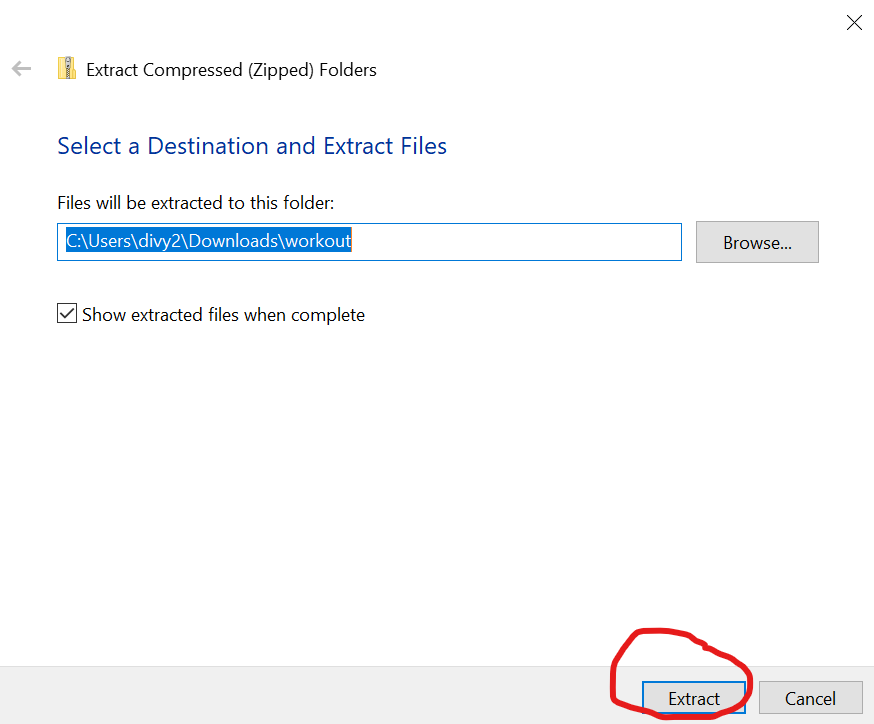 Extract Compressed (Zipped) Folders
Select a Destination and Extract Files
Files will be extracted to this folder:
C:\Users\divy2\Downloads\workout
Browse...
Show extracted files when complete
Extract
Cancel